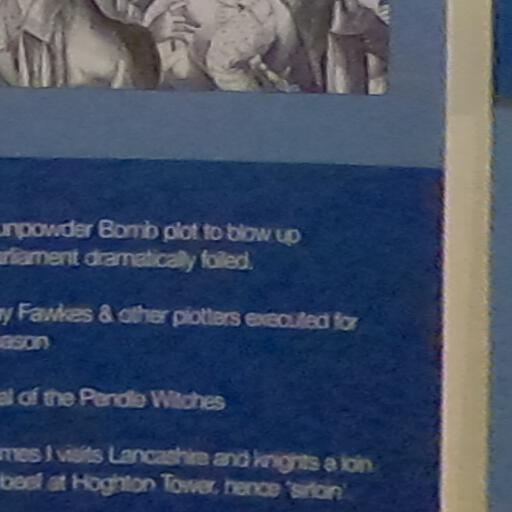 unpowder Bomb plot to blow up
arliament dramatically foiled.
y Fawkes & other plotters executed for
eason
al of the Pendle Witches
mes I visits Lancashire and knights a loin
beef at Hoghton Tower, hence 'sirloin'.